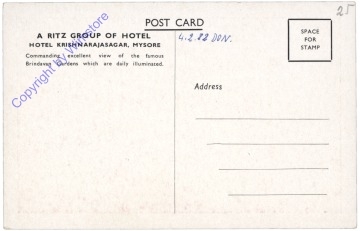 POST CARD
25
A RITZ GROUP OF HOTEL
HOTEL KRISHNARAJASAGAR, MYSORE
Commanding excellent view of the famous
Brindavan Gardens which are daily illuminated.
4.2.82 DON.
SPACE
FOR
STAMP
Address